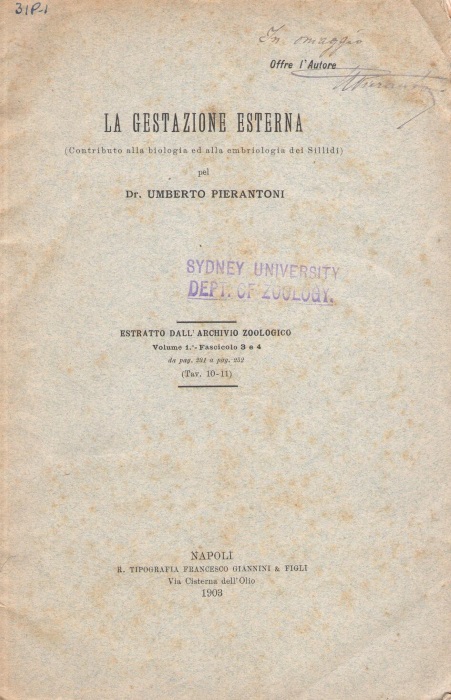 31P-1
In omaggio
Offre l'Autore
LA GESTAZIONE ESTERNA
(Contributo alla biologia ed alla embriologia dei Sillidi)
pel
Dr. UMBERTO PIERANTONI
SYDNEY UNIVERSITY
DEPT. OF ZOOLOGY.
ESTRATTO DALL'ARCHIVIO ZOOLOGICO
Volume 1.°- Fascicolo 3 e 4
da pag. 231 a pag. 252
(Tav. 10-11)
NAPOLI
R. TIPOGRAFIA FRANCESCO GIANNINI & FIGLI
Via Cisterna dell'Olio
1903